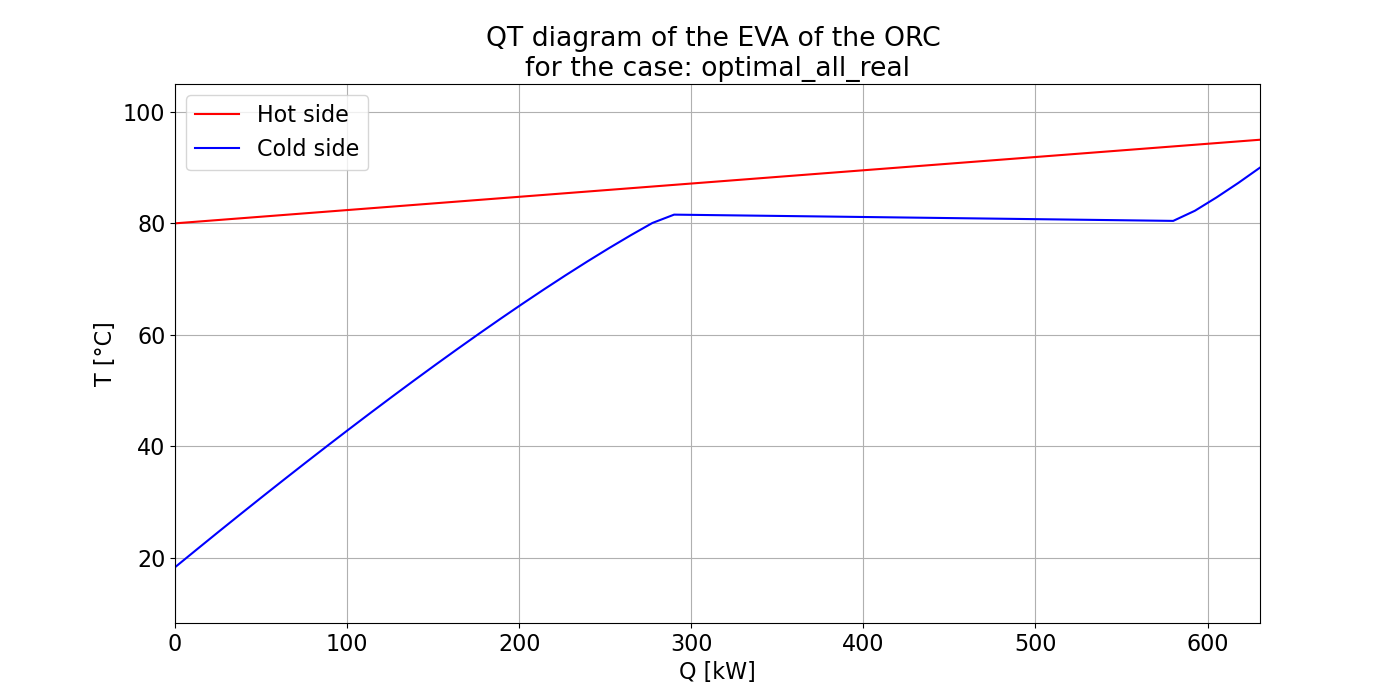 QT diagram of the EVA of the ORC
for the case: optimal_all_real
Hot side
Cold side
T [°C]
100
80
60
40
20
0
100
200
300
400
500
600
Q [kW]